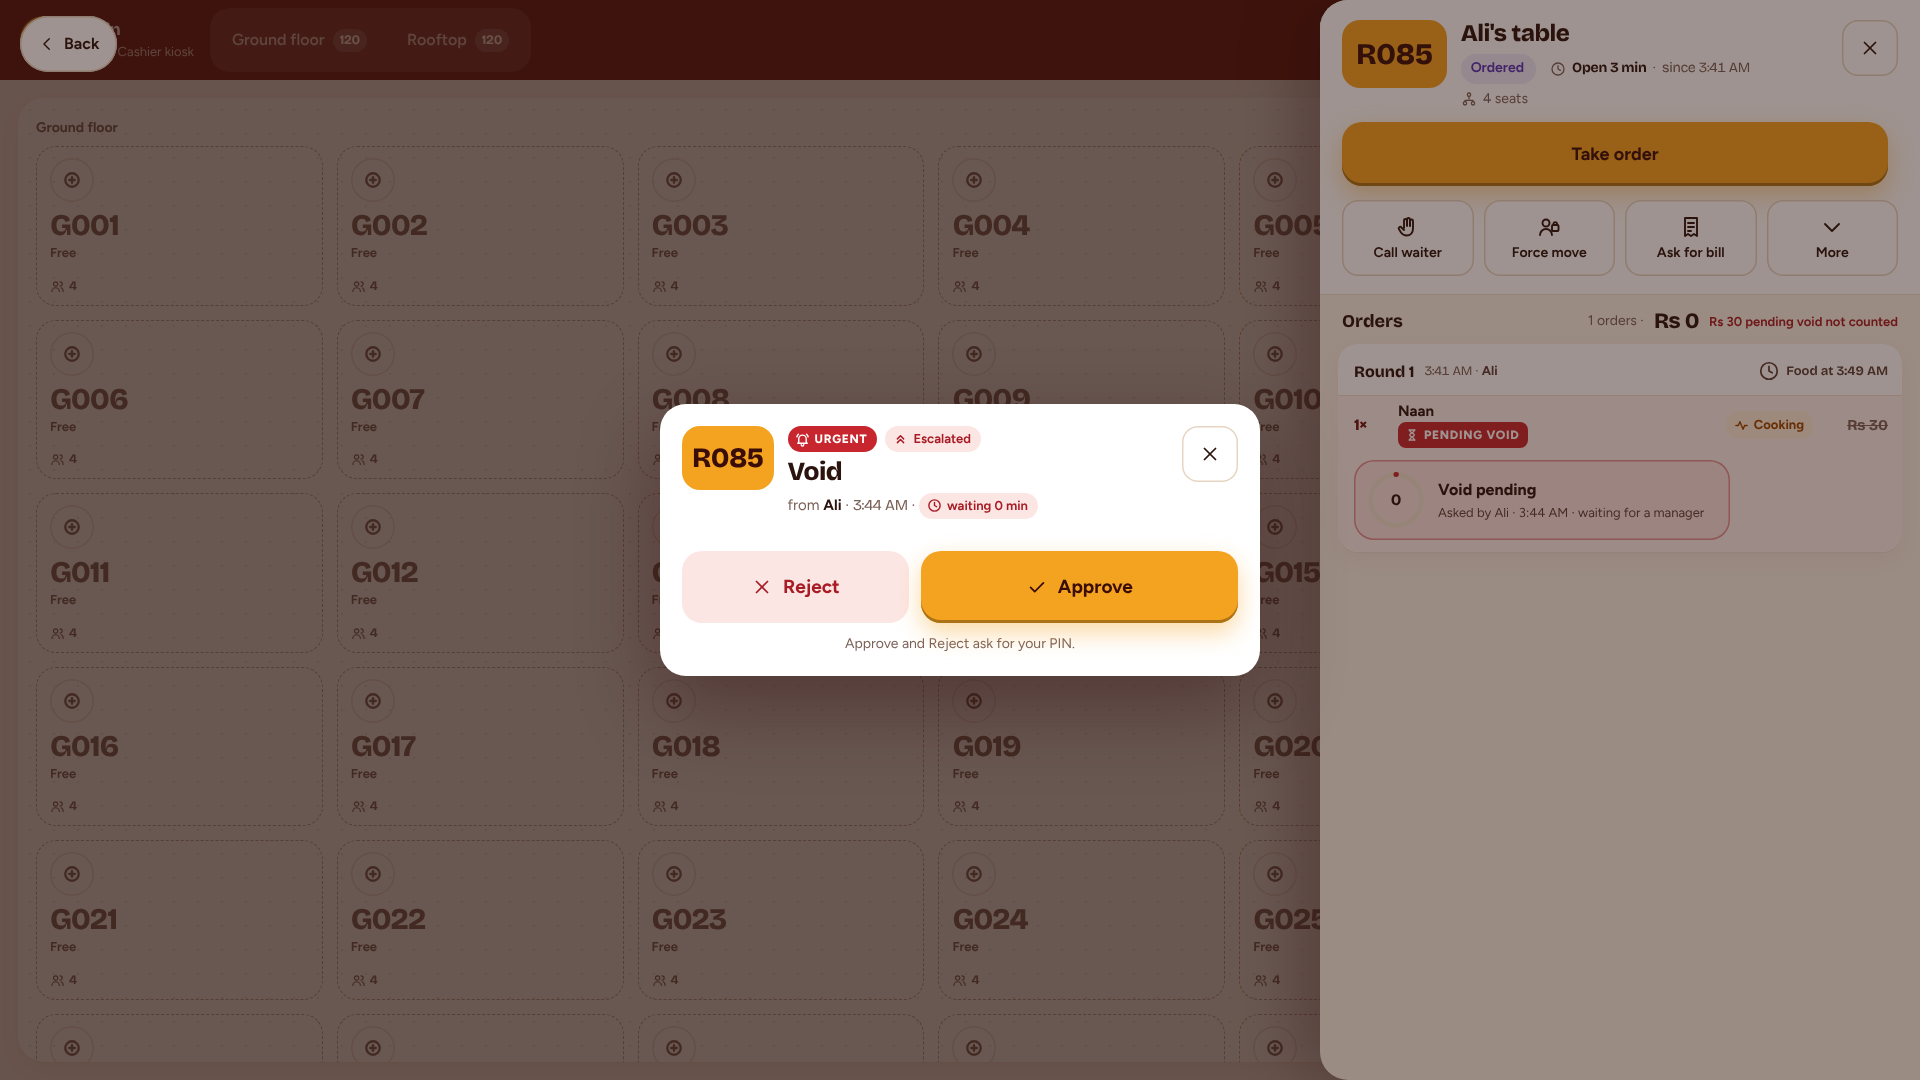 Back
Cashier kiosk
Ground floor 120
Rooftop 120
Ground floor
G001
Free
4
G002
Free
4
G003
Free
4
G004
Free
4
G005
Free
4
G006
Free
4
G007
Free
G008
G009
G010
Free
4
G011
Free
4
G012
Free
4
G015
Free
4
G016
Free
4
G017
Free
4
G018
Free
4
G019
Free
4
G020
Free
4
G021
Free
4
G022
Free
4
G023
Free
4
G024
Free
4
G025
Free
4
R085
URGENT Escalated
Void
from Ali · 3:44 AM · waiting 0 min
Reject
Approve
Approve and Reject ask for your PIN.
R085
Ali's table
Ordered Open 3 min · since 3:41 AM
4 seats
Take order
Call waiter
Force move
Ask for bill
More
Orders 1 orders · Rs 0 Rs 30 pending void not counted
Round 1 3:41 AM · Ali Food at 3:49 AM
1× Naan Cooking Rs 30
PENDING VOID
0
Void pending
Asked by Ali · 3:44 AM · waiting for a manager